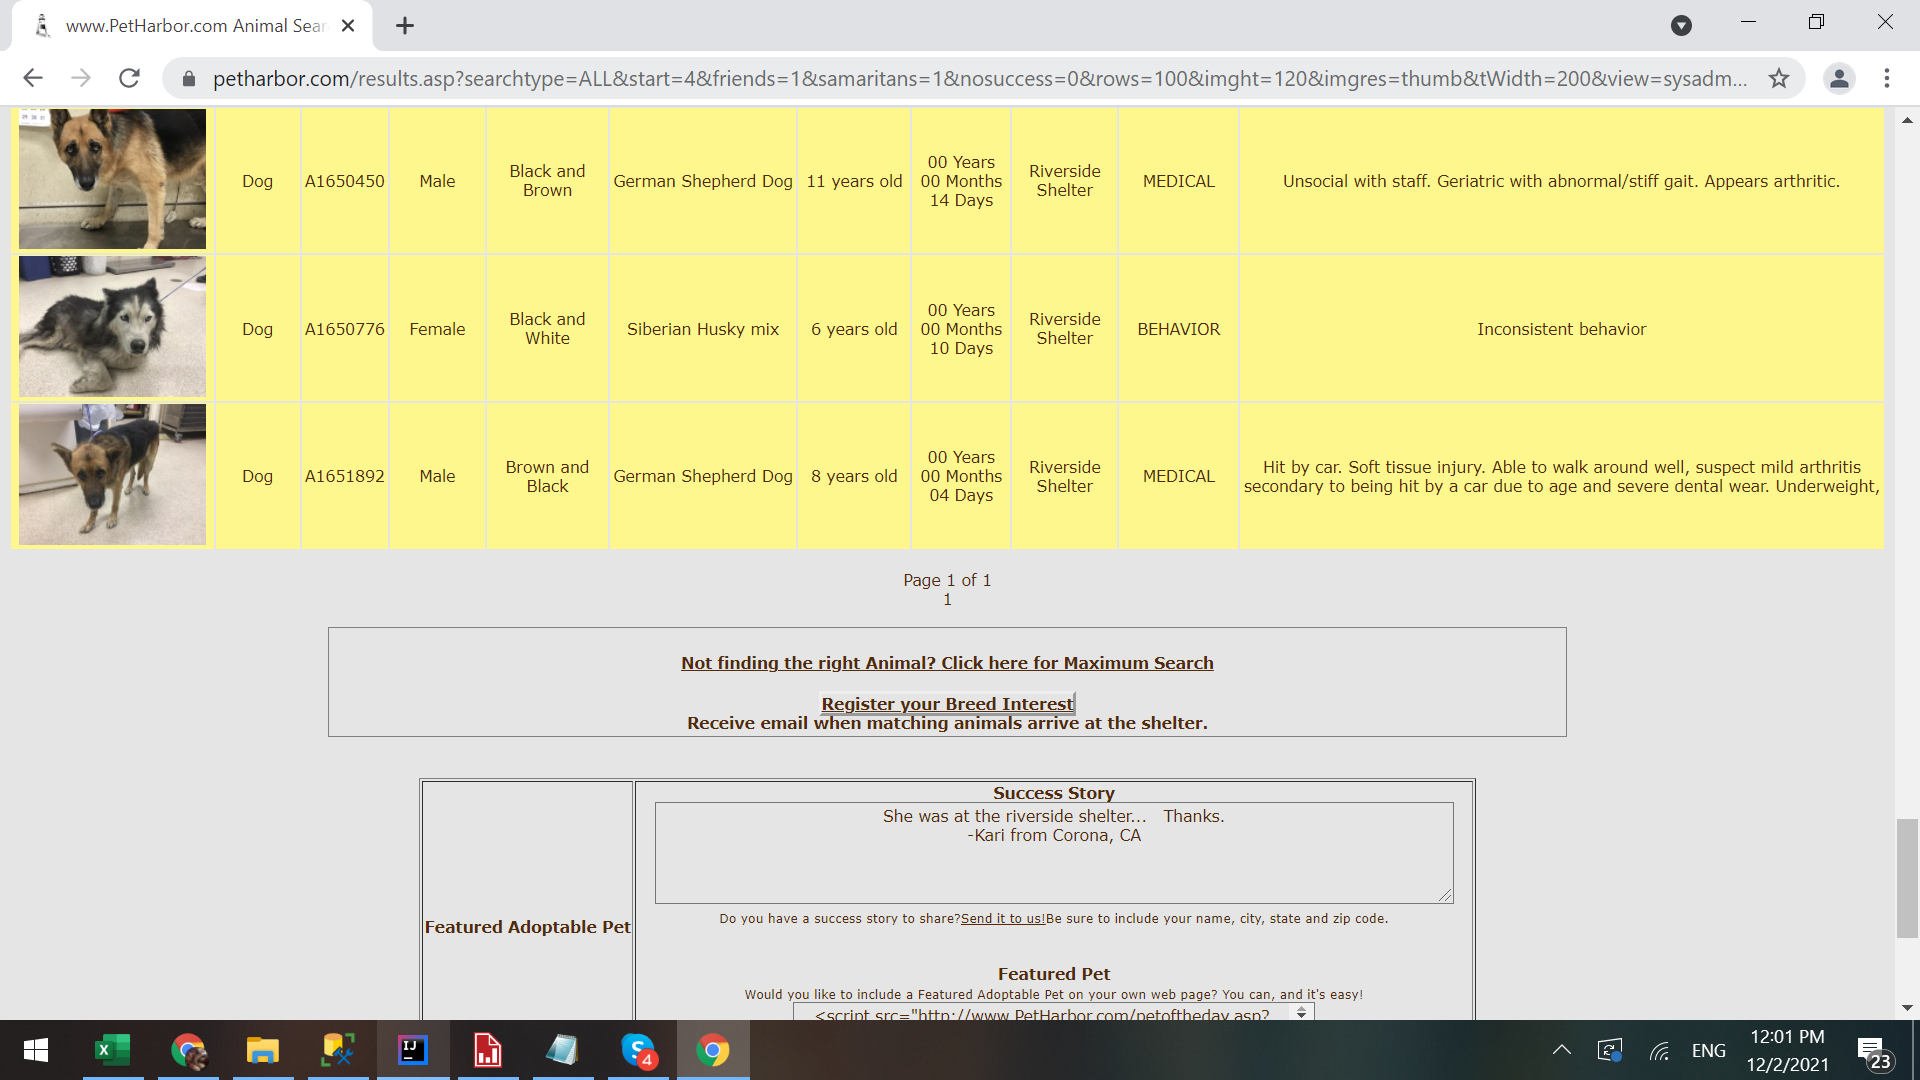 www.PetHarbor.com Animal Sear
petharbor.com/results.asp?searchtype=ALL&start=4&friends=1&samaritans=1&nosuccess=0&rows=100&imght=120&imgres=thumb&tWidth=200&view=sysadm...
Dog
A1650450
Male
Black and
Brown
German Shepherd Dog
11 years old
00 Years
00 Months
14 Days
Riverside
Shelter
MEDICAL
Unsocial with staff. Geriatric with abnormal/stiff gait. Appears arthritic.
Dog
A1650776
Female
Black and
White
Siberian Husky mix
6 years old
00 Years
00 Months
10 Days
Riverside
Shelter
BEHAVIOR
Inconsistent behavior
Dog
A1651892
Male
Brown and
Black
German Shepherd Dog
8 years old
00 Years
00 Months
04 Days
Riverside
Shelter
MEDICAL
Hit by car. Soft tissue injury. Able to walk around well, suspect mild arthritis
secondary to being hit by a car due to age and severe dental wear. Underweight,
Page 1 of 1
1
Not finding the right Animal? Click here for Maximum Search
Register your Breed Interest
Receive email when matching animals arrive at the shelter.
Featured Adoptable Pet
Success Story
She was at the riverside shelter... Thanks.
-Kari from Corona, CA
Do you have a success story to share?Send it to us!Be sure to include your name, city, state and zip code.
Featured Pet
Would you like to include a Featured Adoptable Pet on your own web page? You can, and it's easy!
<script src="http://www.PetHarbor.com/petoftheday.asp?
IJ
4
ENG
12:01 PM
12/2/2021
23